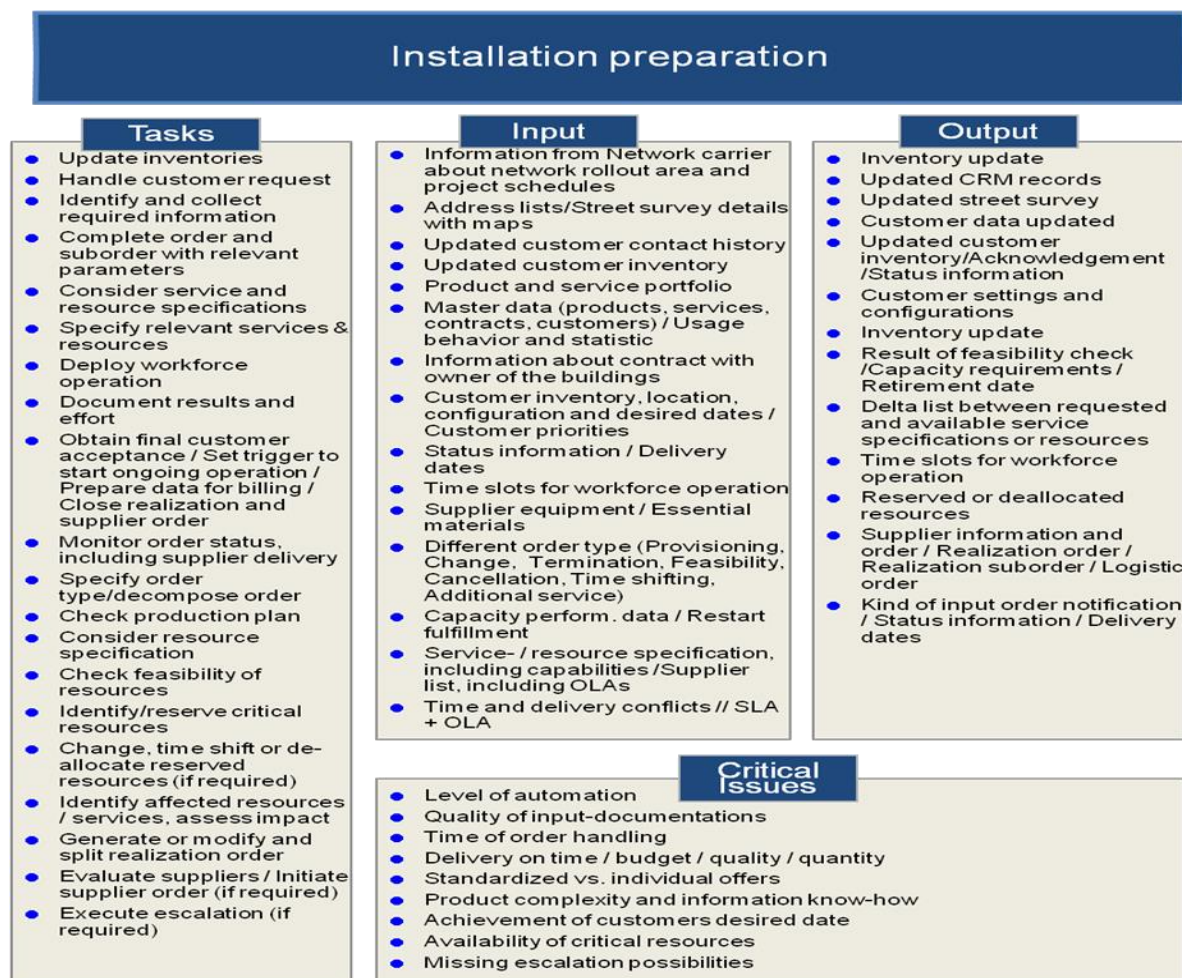 Installation preparation
Tasks
Update inventories
Handle customer request
Identify and collect
required information
Complete order and
suborder with relevant
parameters
Consider service and
resource specifications
Specify relevant services &
resources
Deploy workforce
operation
Document results and
effort
Obtain final customer
acceptance / Set trigger to
start ongoing operation /
Prepare data for billing /
Close realization and
supplier order
Monitor order status,
including supplier delivery
Specify order
type/decompose order
Check production plan
Consider resource
specification
Check feasibility of
resources
Identify/reserve critical
resources
Change, time shift or de-
allocate reserved
resources (if required)
Identify affected resources
/ services, assess impact
Generate or modify and
split realization order
Evaluate suppliers / Initiate
supplier order (if required)
Execute escalation (if
required)
Input
Information from Network carrier
about network rollout area and
project schedules
Address lists/Street survey details
with maps
Updated customer contact history
Updated customer inventory
Product and service portfolio
Master data (products, services,
contracts, customers) / Usage
behavior and statistic
Information about contract with
owner of the buildings
Customer inventory, location,
configuration and desired dates /
Customer priorities
Status information / Delivery
dates
Time slots for workforce operation
Supplier equipment / Essential
materials
Different order type (Provisioning,
Change, Termination, Feasibility,
Cancellation, Time shifting,
Additional service)
Capacity perform. data / Restart
fulfillment
Service- / resource specification,
including capabilities /Supplier
list, including OLAs
Time and delivery conflicts // SLA
+ OLA
Output
Inventory update
Updated CRM records
Updated street survey
Customer data updated
Updated customer
inventory/Acknowledgement
/Status information
Customer settings and
configurations
Inventory update
Result of feasibility check
/Capacity requirements /
Retirement date
Delta list between requested
and available service
specifications or resources
Time slots for workforce
operation
Reserved or deallocated
resources
Supplier information and
order / Realization order /
Realization suborder / Logistic
order
Kind of input order notification
/ Status information / Delivery
dates
Critical
Issues
Level of automation
Quality of input-documentations
Time of order handling
Delivery on time / budget / quality / quantity
Standardized vs. individual offers
Product complexity and information know-how
Achievement of customers desired date
Availability of critical resources
Missing escalation possibilities